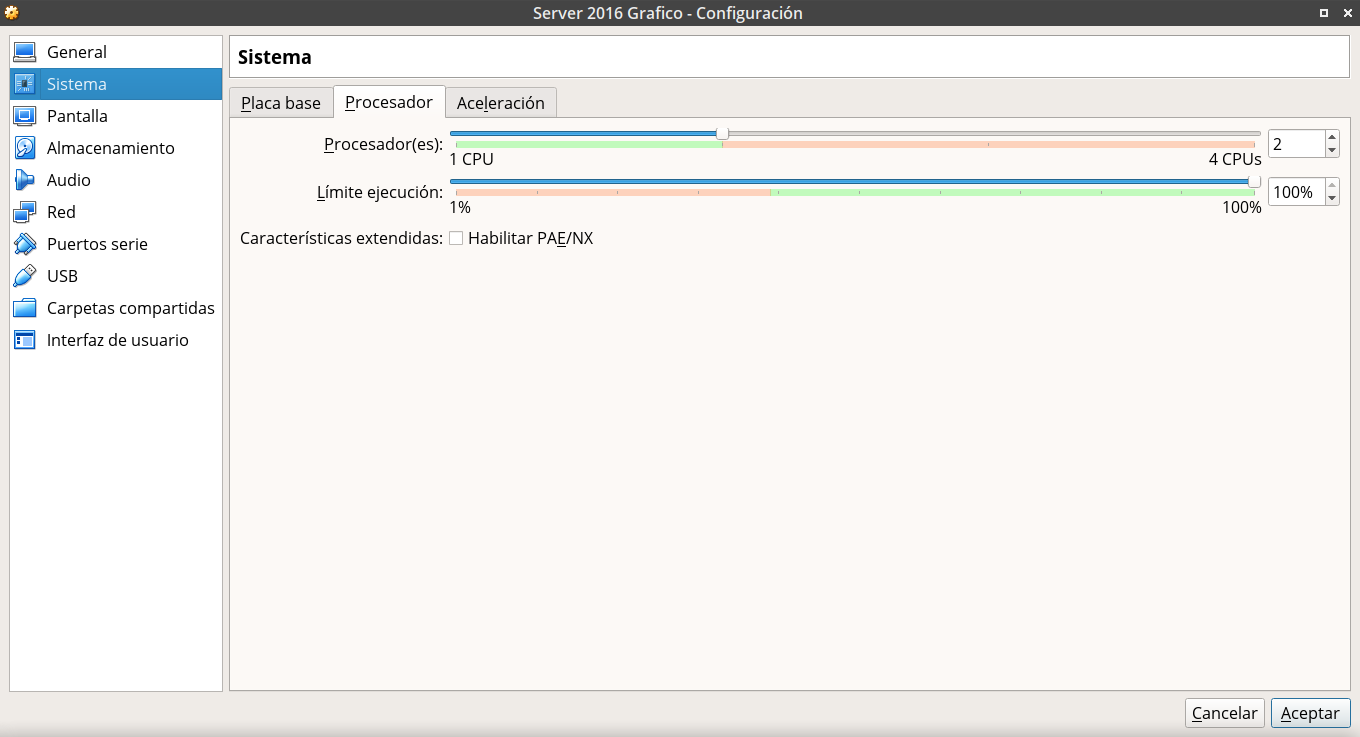 Server 2016 Grafico - Configuración
General
Sistema
Pantalla
Almacenamiento
Audio
Red
Puertos serie
USB
Carpetas compartidas
Interfaz de usuario
Sistema
Placa base Procesador Aceleración
Procesador(es): 2
1 CPU 4 CPUs
Límite ejecución: 100%
1% 100%
Características extendidas: Habilitar PAE/NX
Cancelar Aceptar